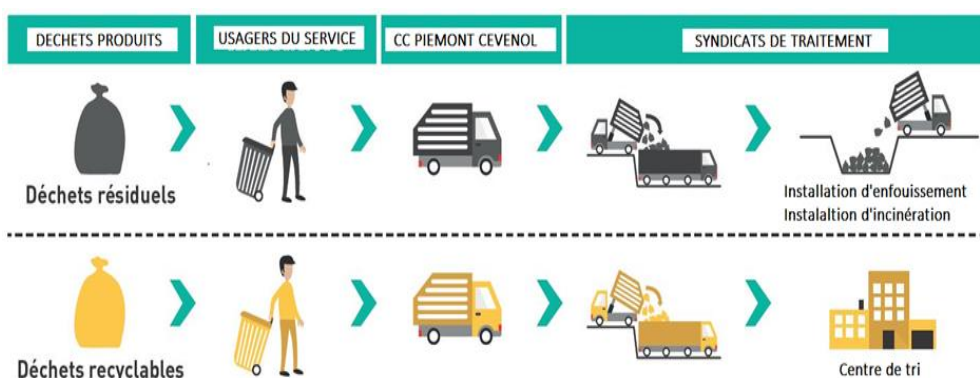 DECHETS PRODUITS
USAGERS DU SERVICE
CC PIEMONT CEVENOL
SYNDICATS DE TRAITEMENT
Déchets résiduels
Installation d'enfouissement
Instalaltion d'incinération
Déchets recyclables
Centre de tri